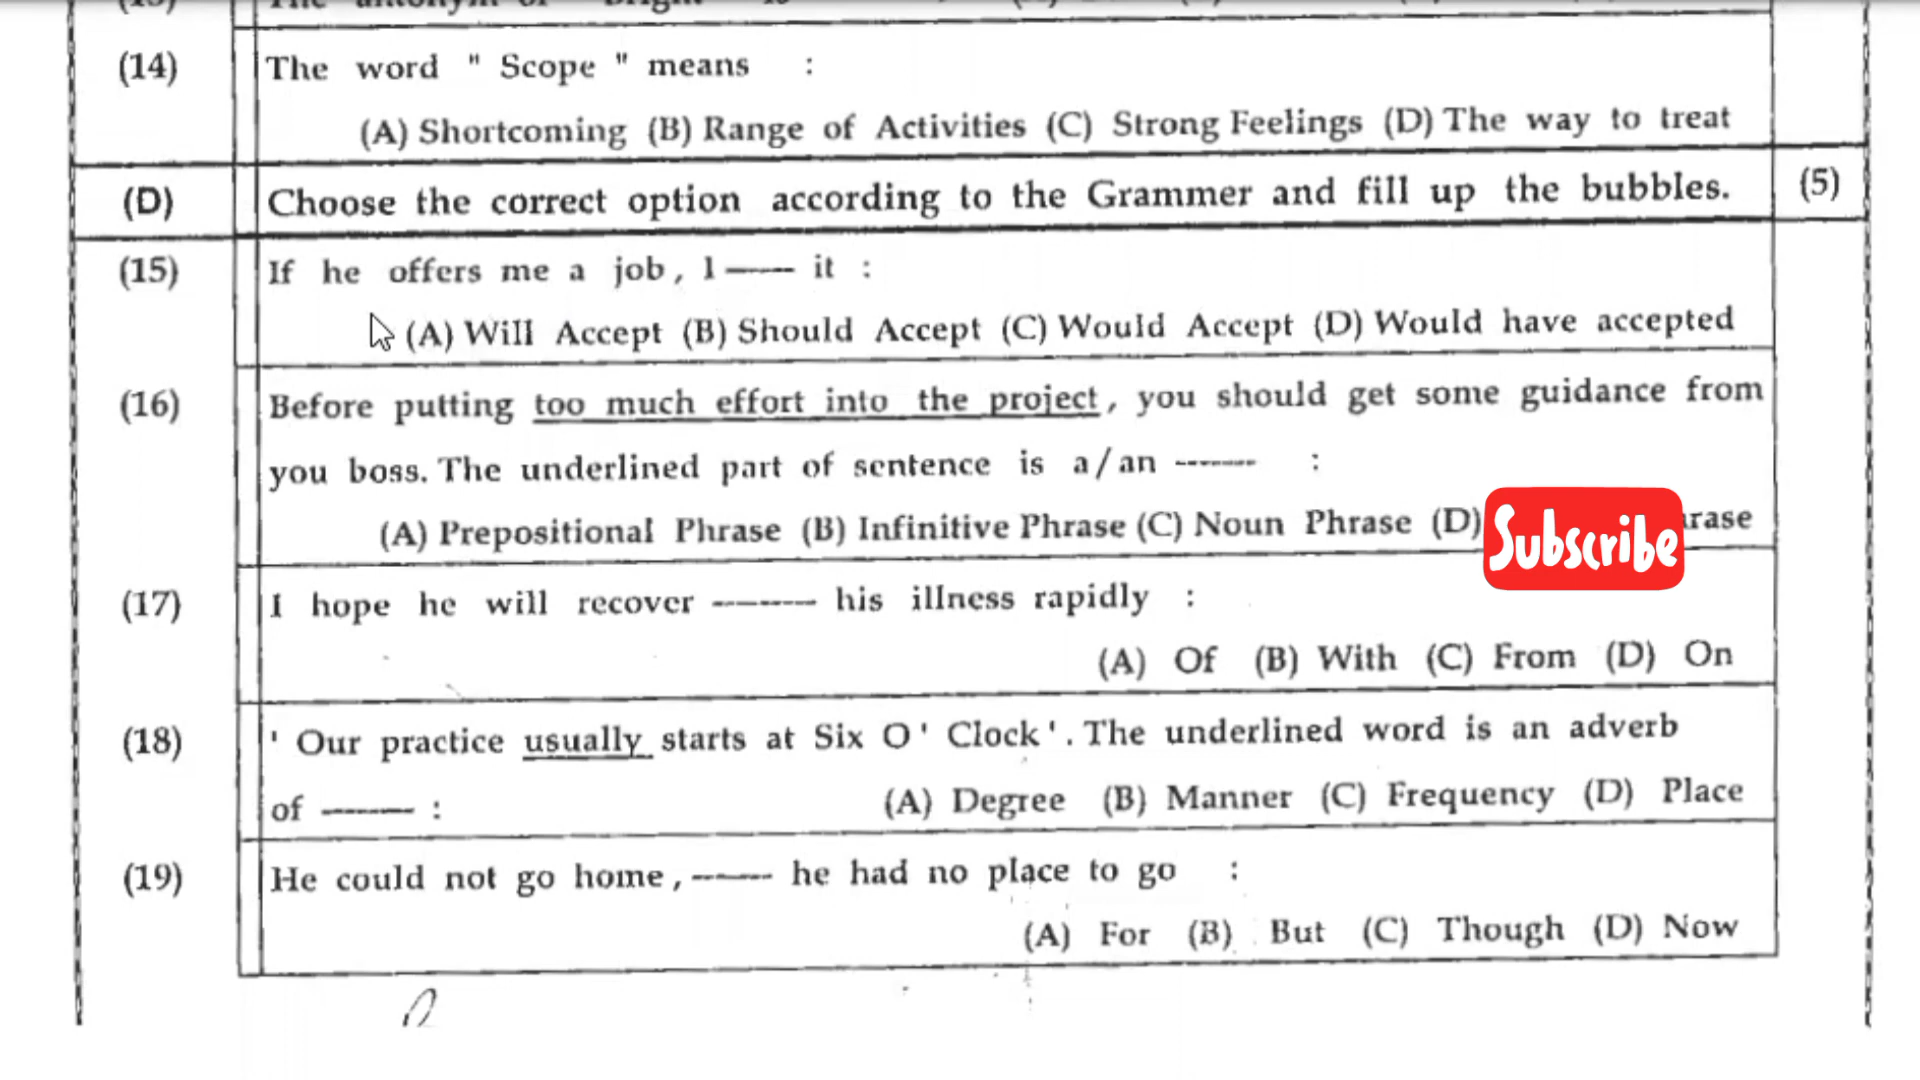 (14) The word " Scope " means :
(A) Shortcoming (B) Range of Activities (C) Strong Feelings (D) The way to treat
(D) Choose the correct option according to the Grammer and fill up the bubbles. (5)
(15) If he offers me a job, I —— it :
(A) Will Accept (B) Should Accept (C) Would Accept (D) Would have accepted
(16) Before putting too much effort into the project, you should get some guidance from
you boss. The underlined part of sentence is a/an ------- :
(A) Prepositional Phrase (B) Infinitive Phrase (C) Noun Phrase (D)
Subscribe
(17) I hope he will recover -------- his illness rapidly :
(A) Of (B) With (C) From (D) On
(18) ' Our practice usually starts at Six O' Clock'. The underlined word is an adverb
of ------- : (A) Degree (B) Manner (C) Frequency (D) Place
(19) He could not go home, ------ he had no place to go :
(A) For (B) But (C) Though (D) Now